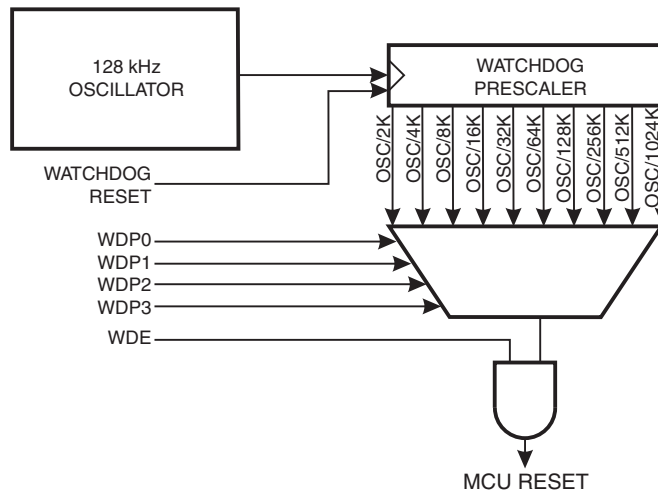 128 kHz
OSCILLATOR
WATCHDOG
PRESCALER
OSC/2K
OSC/4K
OSC/8K
OSC/16K
OSC/32K
OSC/64K
OSC/128K
OSC/256K
OSC/512K
OSC/1024K
WATCHDOG
RESET
WDP0
WDP1
WDP2
WDP3
WDE
MCU RESET